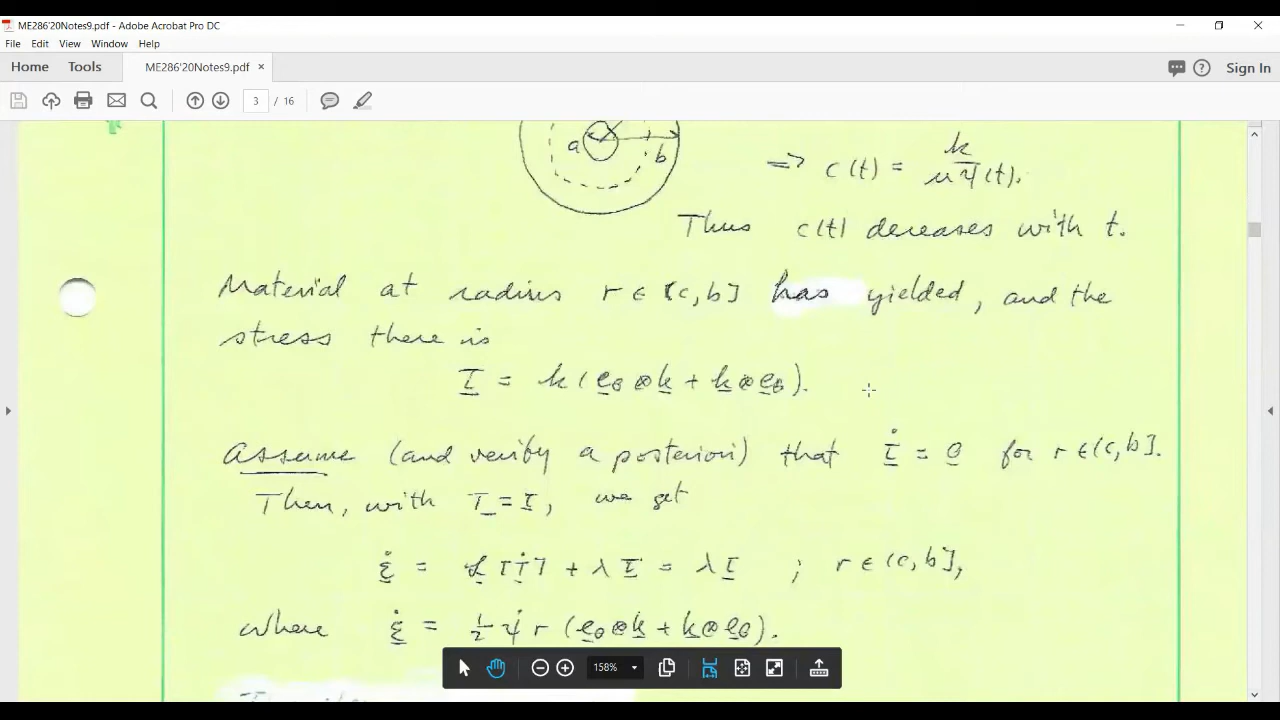 ME286'20Notes9.pdf - Adobe Acrobat Pro DC
File Edit View Window Help
Home Tools ME286'20Notes9.pdf × Sign In
3 / 16
a b
⟹ c(t) = k / μψ(t).
Thus c(t) decreases with t.
Material at radius r ∈ [c,b] has yielded, and the
stress there is
τ = k(e_θ ⊗ k + k ⊗ e_θ).
Assume (and verify a posteriori) that τ̇ = 0 for r ∈ (c,b].
Then, with T = τ, we get
ε̇ = ℒ[Ṫ] + λτ = λτ ; r ∈ (c,b],
where ε̇ = ½ ψ̇ r (e_θ ⊗ k + k ⊗ e_θ).
158%